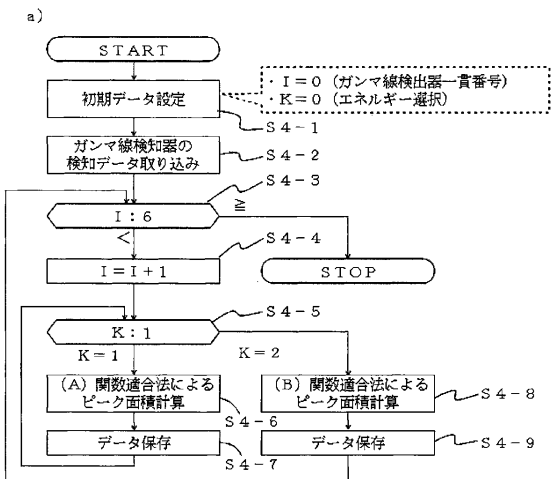 a)
START
初期データ設定
・I=0 (ガンマ線検出器一貫番号)
・K=0 (エネルギー選択)
S4-1
ガンマ線検知器の
検知データ取り込み
S4-2
S4-3
I:6
≧
<
S4-4
I=I+1
STOP
S4-5
K:1
K=1
K=2
(A) 関数適合法による
ピーク面積計算
(B) 関数適合法による
ピーク面積計算
S4-8
S4-6
データ保存
データ保存
S4-9
S4-7